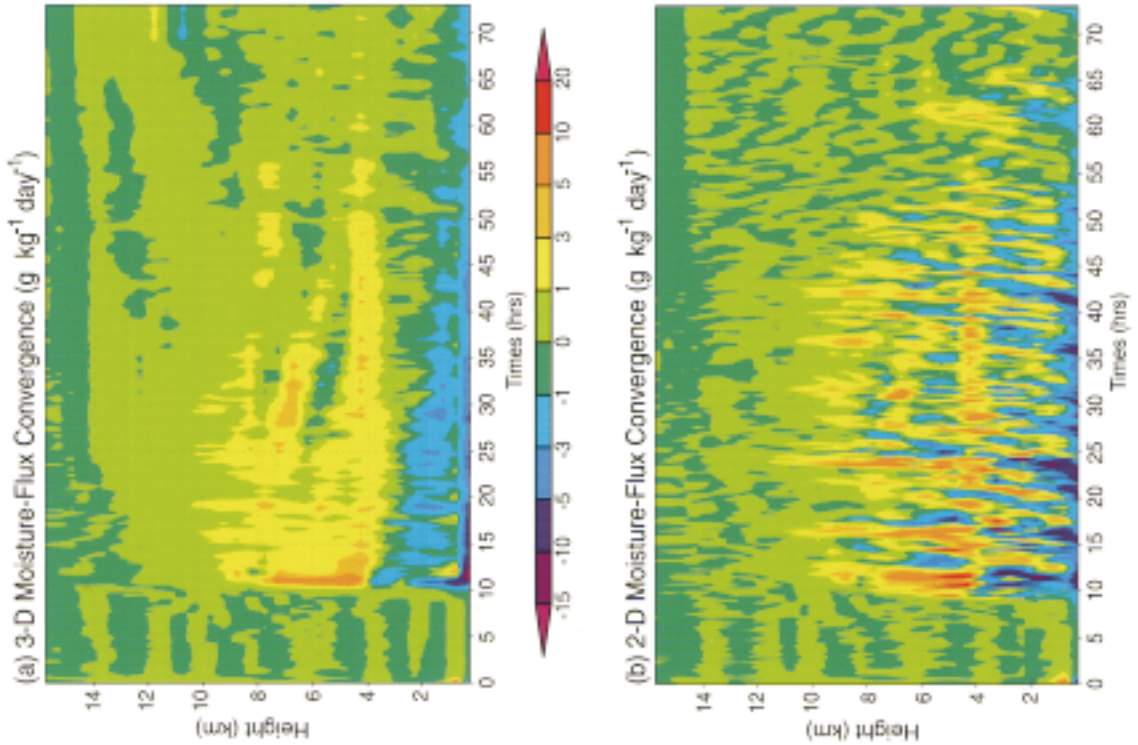 (a) 3-D Moisture-Flux Convergence (g kg⁻¹ day⁻¹)
Height (km)
14
12
10
8
6
4
2
0 5 10 15 20 25 30 35 40 45 50 55 60 65 70
Times (hrs)
-15 -10 -5 -3 -1 0 1 3 5 10 20
(b) 2-D Moisture-Flux Convergence (g kg⁻¹ day⁻¹)
Height (km)
14
12
10
8
6
4
2
0 5 10 15 20 25 30 35 40 45 50 55 60 65 70
Times (hrs)